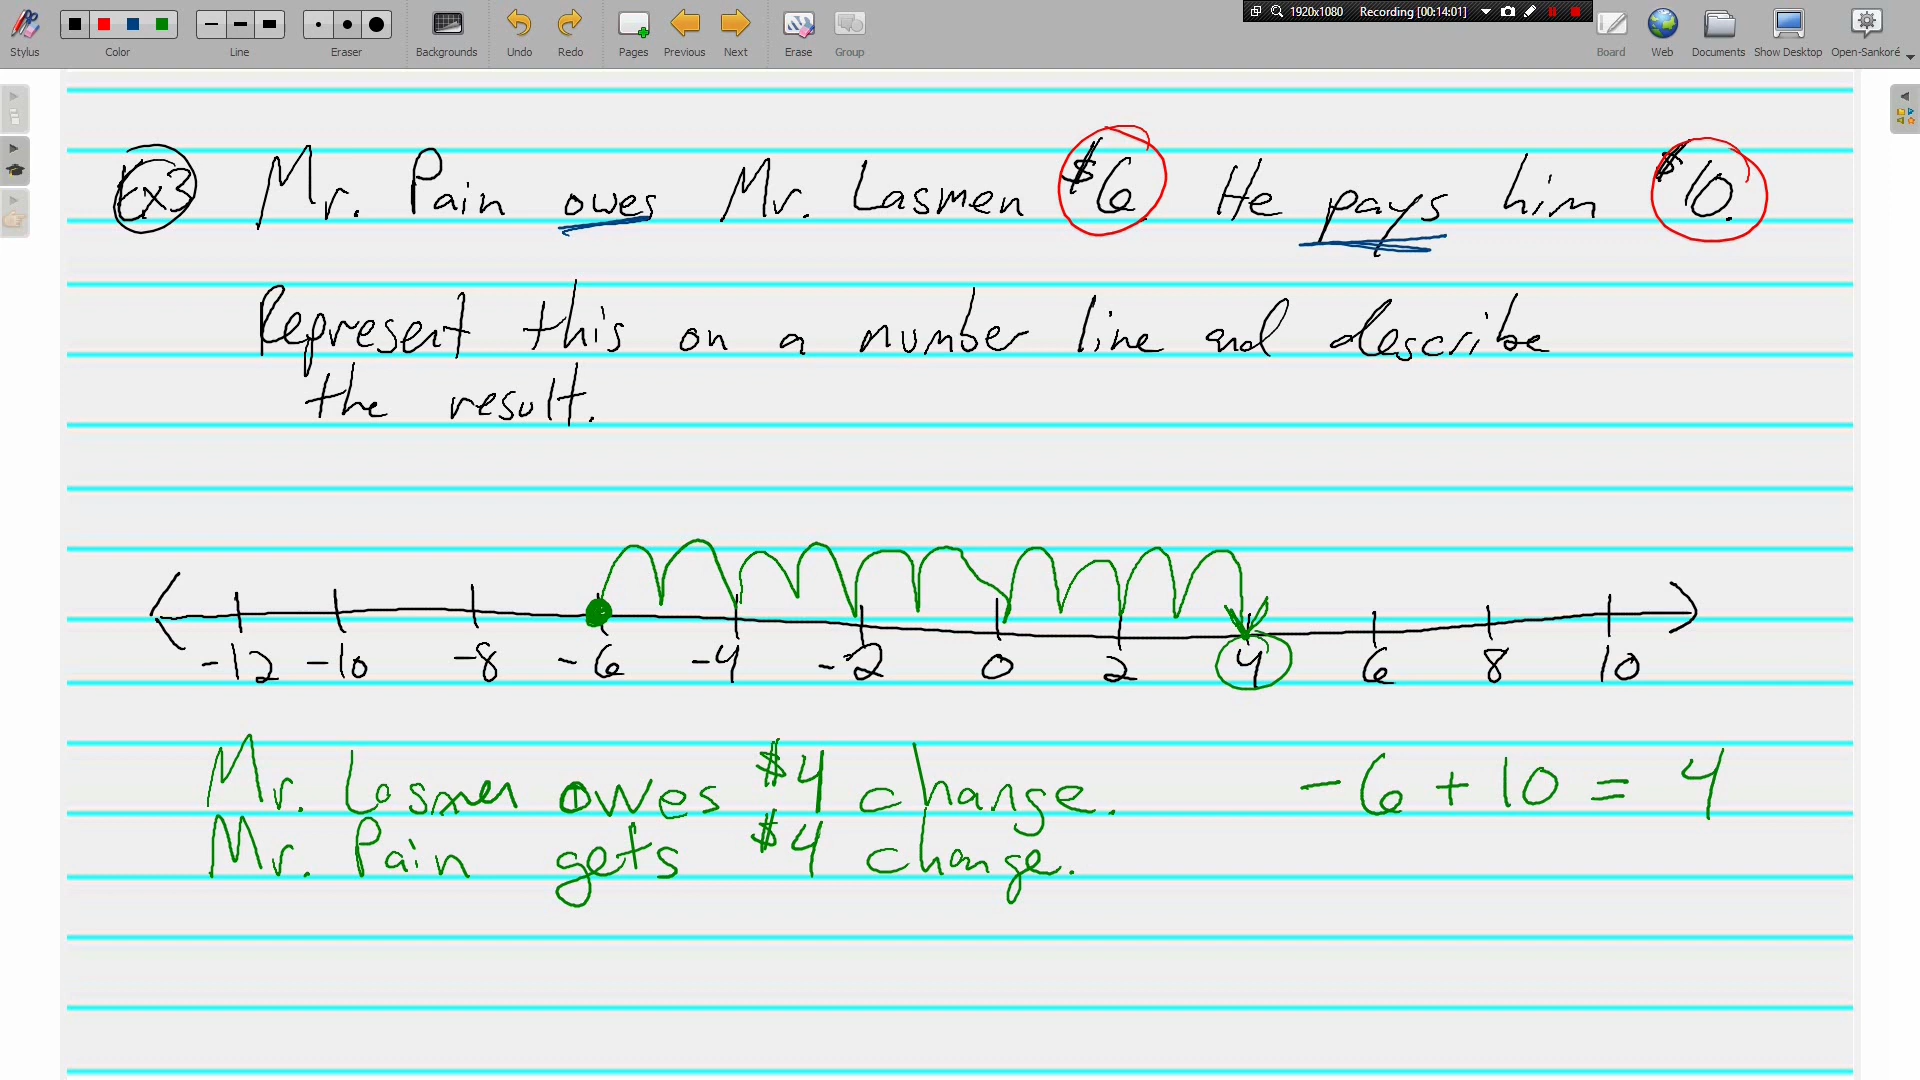 Stylus Color Line Eraser Backgrounds Undo Redo Pages Previous Next Erase Group
1920x1080 Recording [00:14:01]
Board Web Documents Show Desktop Open-Sankoré
Ex3 Mr. Pain owes Mr. Lasmen $6 He pays him $10.
Represent this on a number line and describe
the result.
-12 -10 -8 -6 -4 -2 0 2 4 6 8 10
Mr. Lasmen owes $4 change. -6 + 10 = 4
Mr. Pain gets $4 change.